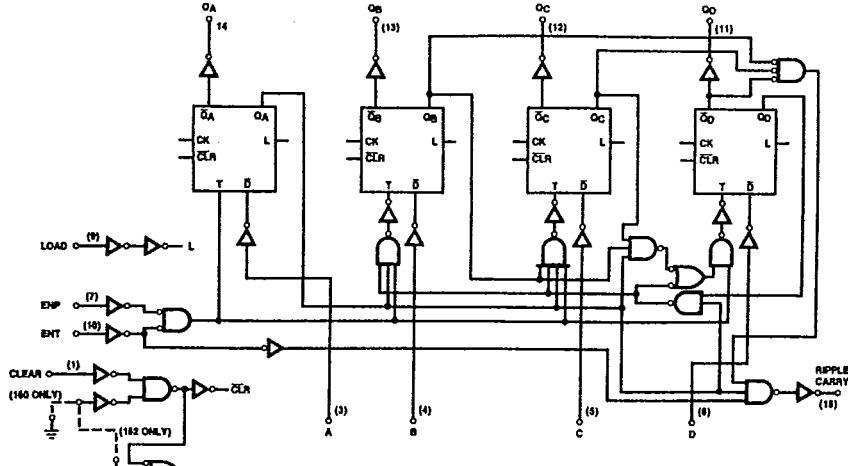 QA
QB
QC
QD
14
(13)
(12)
(11)
Q̅A QA
Q̅B QB
Q̅C QC
Q̅D QD
CK L
CK L
CK L
CK L
C̅L̅R̅
C̅L̅R̅
C̅L̅R̅
C̅L̅R̅
T D̅
T D̅
T D̅
T D̅
LOAD (9) L
ENP (7)
ENT (10)
CLEAR (1)
C̅L̅R̅
(160 ONLY)
(162 ONLY)
(3)
A
(4)
B
(5)
C
(6)
D
RIPPLE
CARRY
(15)